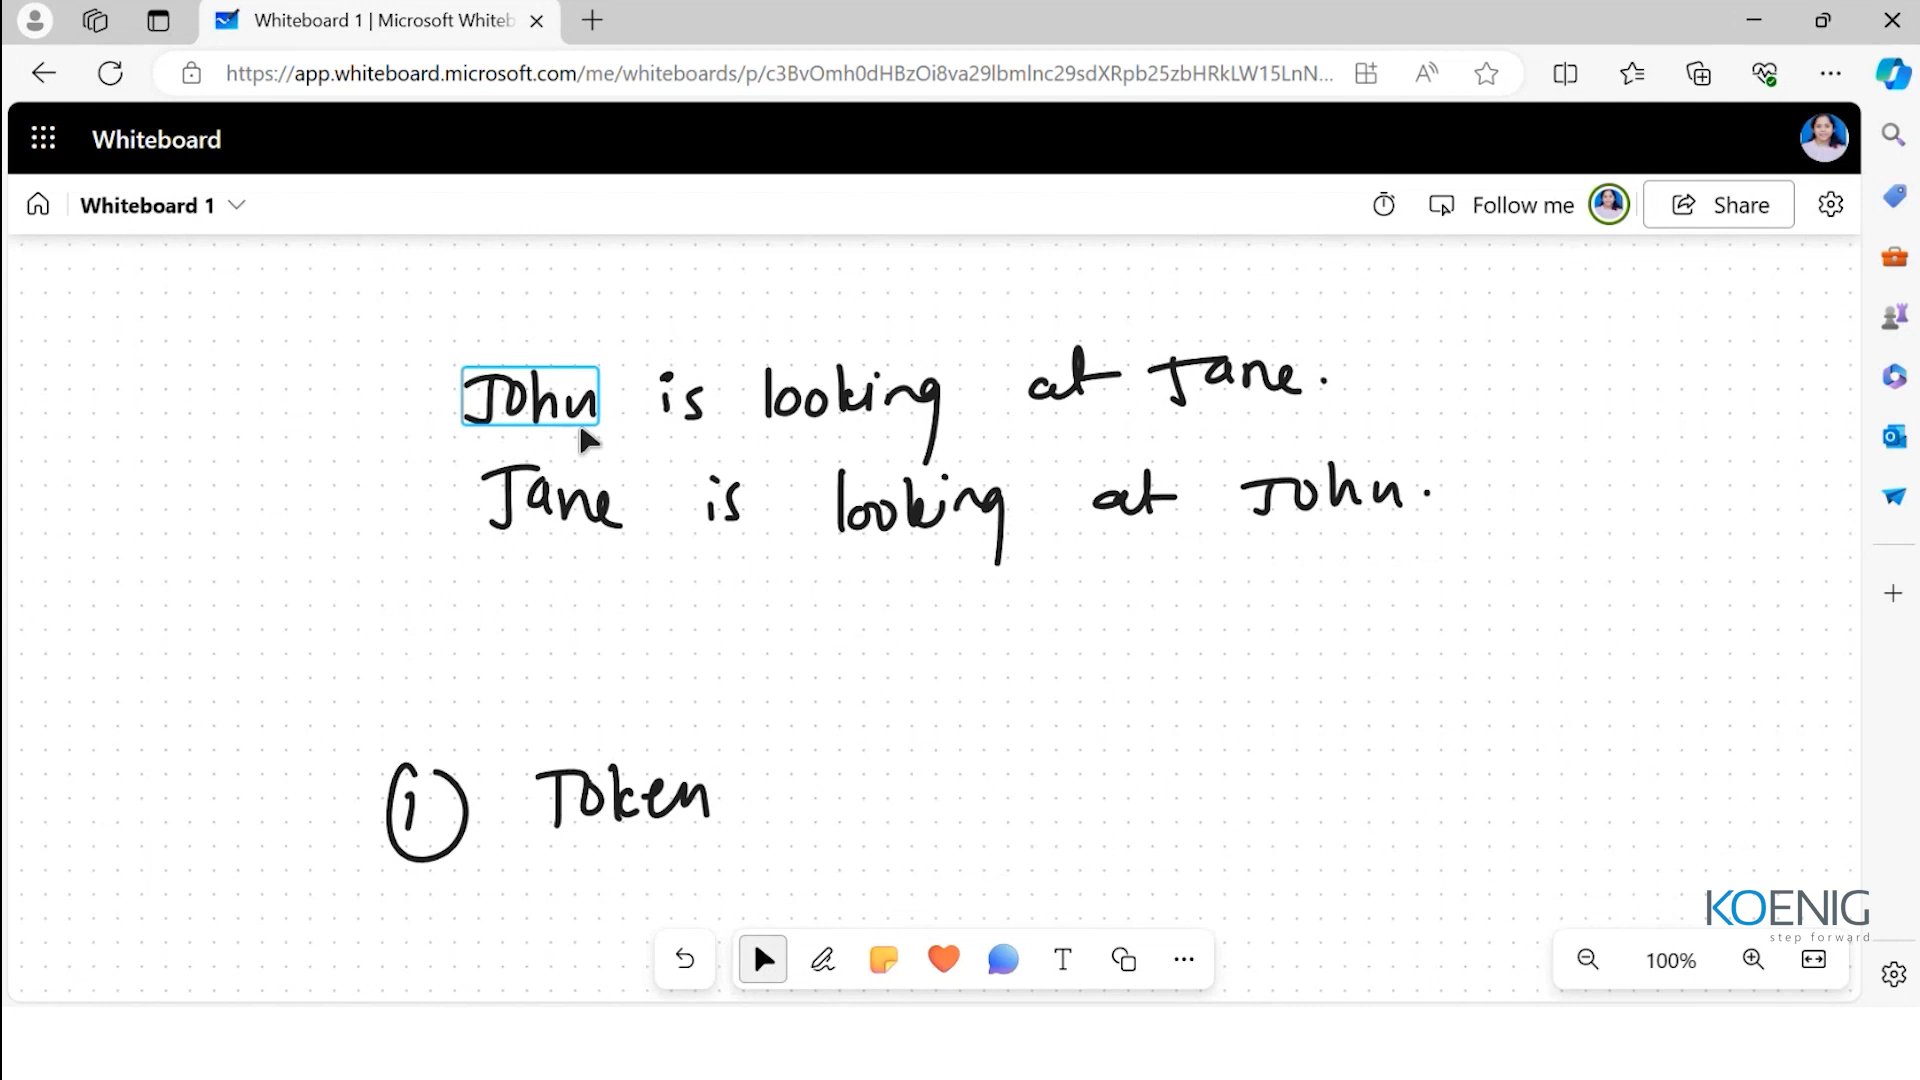 Whiteboard 1 | Microsoft Whiteb
https://app.whiteboard.microsoft.com/me/whiteboards/p/c3BvOmh0dHBzOi8va29lbmlnc29sdXRpb25zbHRkLW15LnN...
Whiteboard
Whiteboard 1
Follow me
Share
John is looking at Jane.
Jane is looking at John.
1 Token
KOENIG
step forward
100%